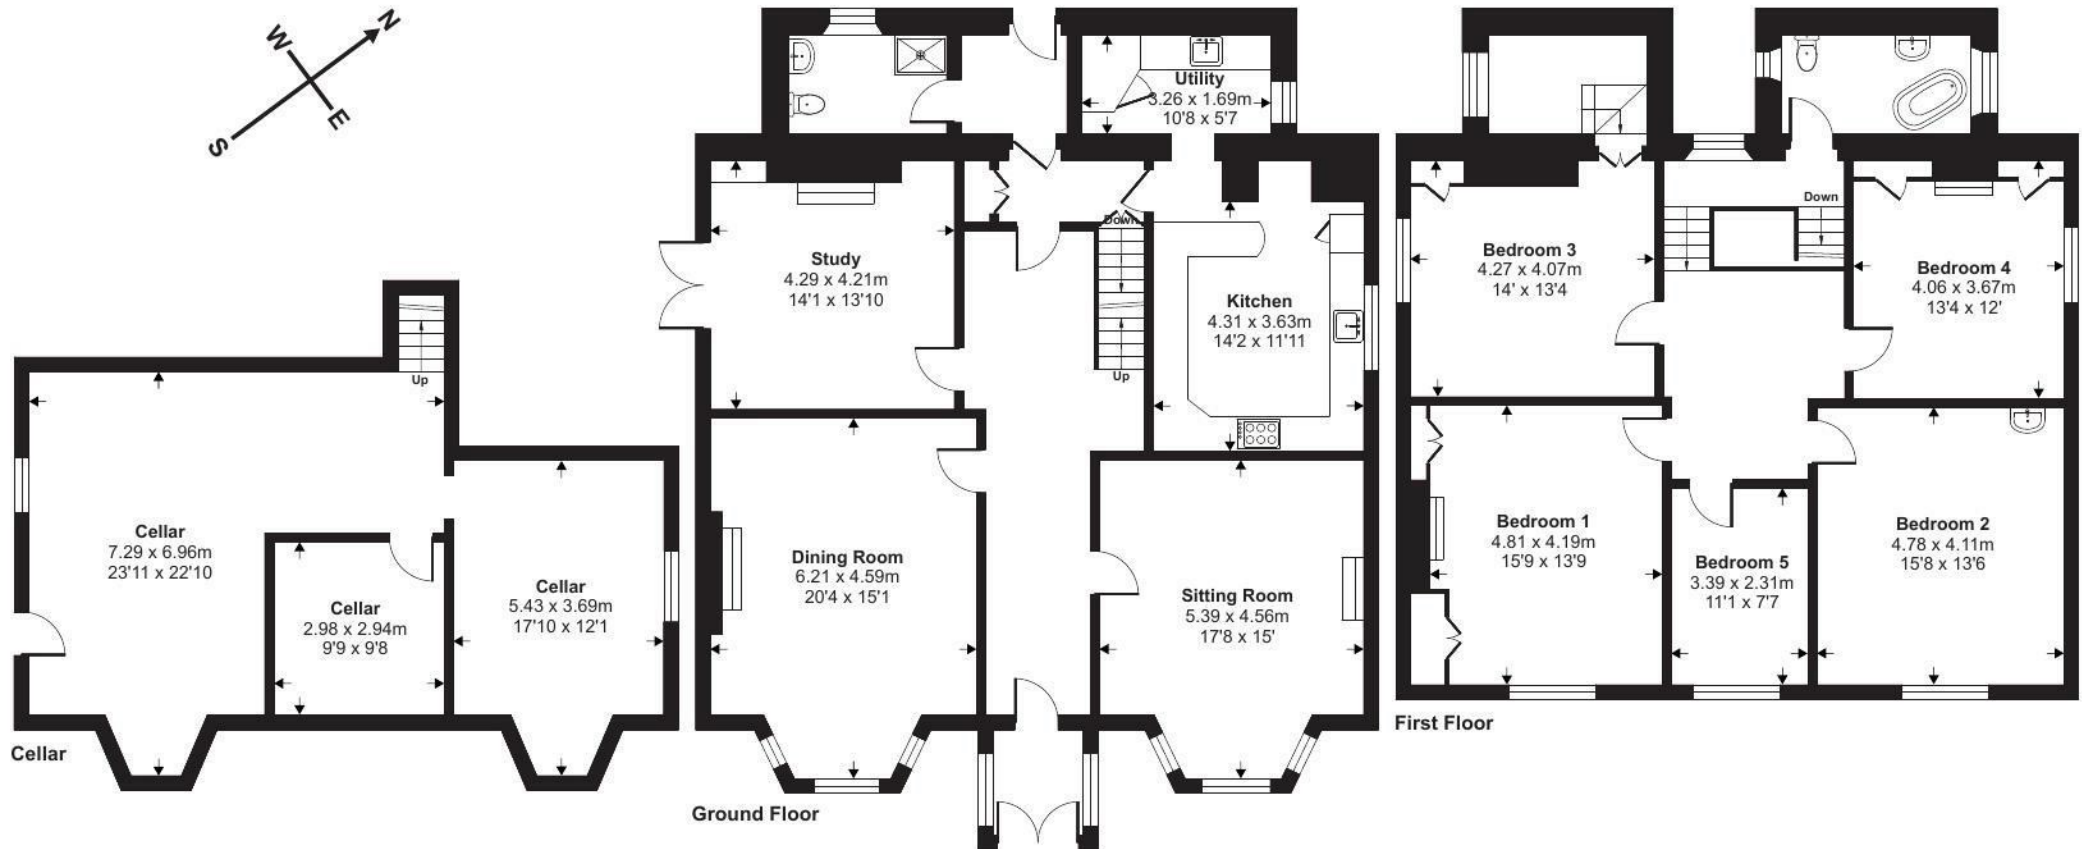 N
W
E
S
Cellar
7.29 x 6.96m
23'11 x 22'10
Up
Cellar
2.98 x 2.94m
9'9 x 9'8
Cellar
5.43 x 3.69m
17'10 x 12'1
Cellar
Utility
3.26 x 1.69m
10'8 x 5'7
Study
4.29 x 4.21m
14'1 x 13'10
Down
Up
Kitchen
4.31 x 3.63m
14'2 x 11'11
Dining Room
6.21 x 4.59m
20'4 x 15'1
Sitting Room
5.39 x 4.56m
17'8 x 15'
Ground Floor
Bedroom 3
4.27 x 4.07m
14' x 13'4
Down
Bedroom 4
4.06 x 3.67m
13'4 x 12'
Bedroom 1
4.81 x 4.19m
15'9 x 13'9
Bedroom 5
3.39 x 2.31m
11'1 x 7'7
Bedroom 2
4.78 x 4.11m
15'8 x 13'6
First Floor